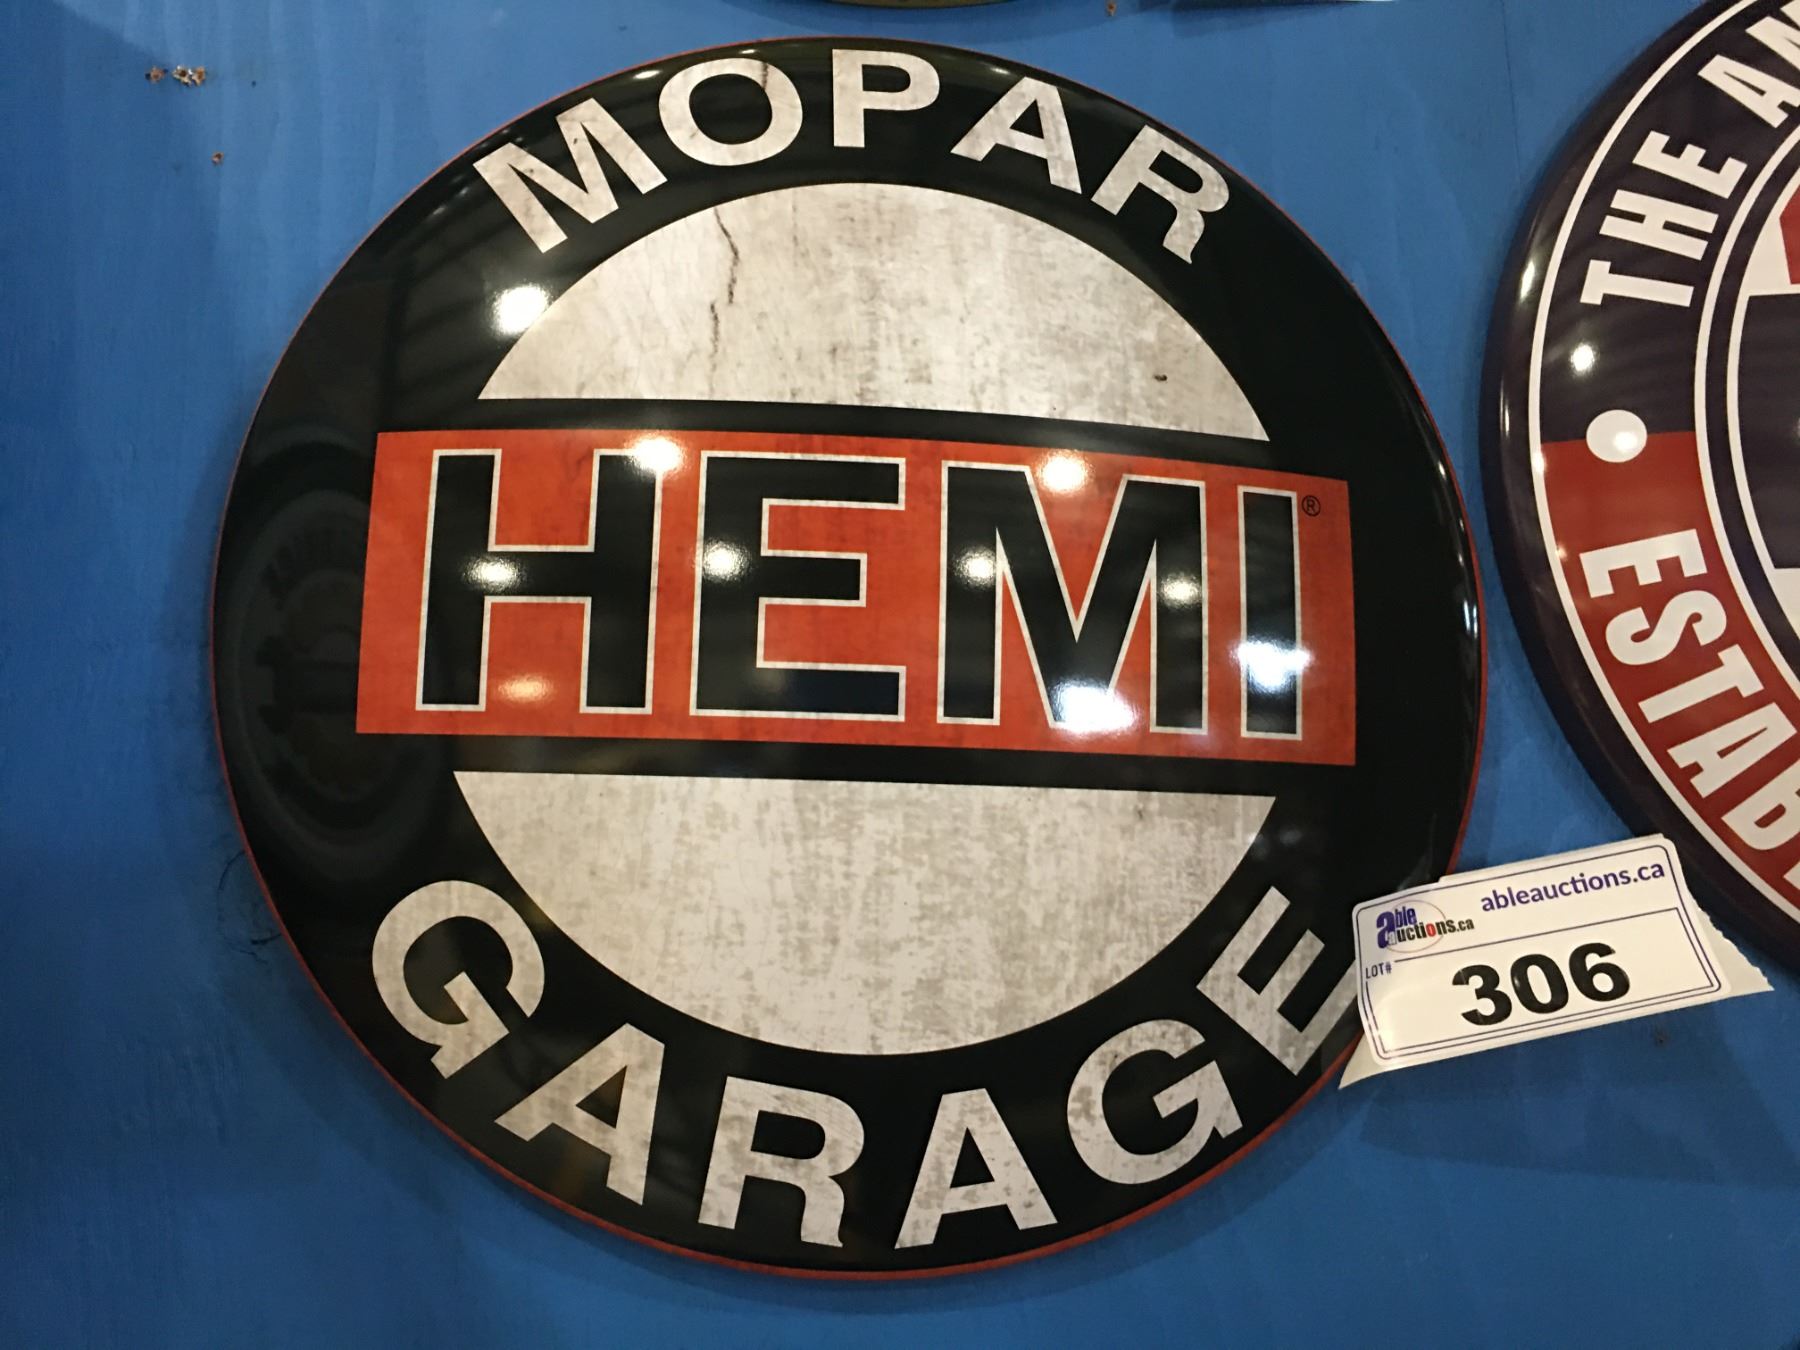 MOPAR
HEMI®
GARAGE
THE
ESTAB
ableauctions.ca
able auctions.ca
LOT#
306